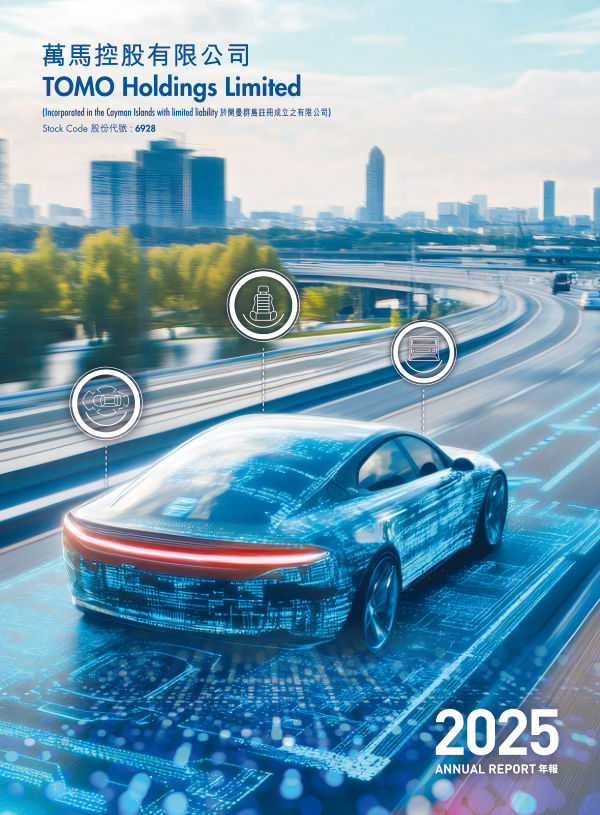 萬馬控股有限公司
TOMO Holdings Limited
(Incorporated in the Cayman Islands with limited liability 於開曼群島註冊成立之有限公司)
Stock Code 股份代號 : 6928
2025
ANNUAL REPORT 年報